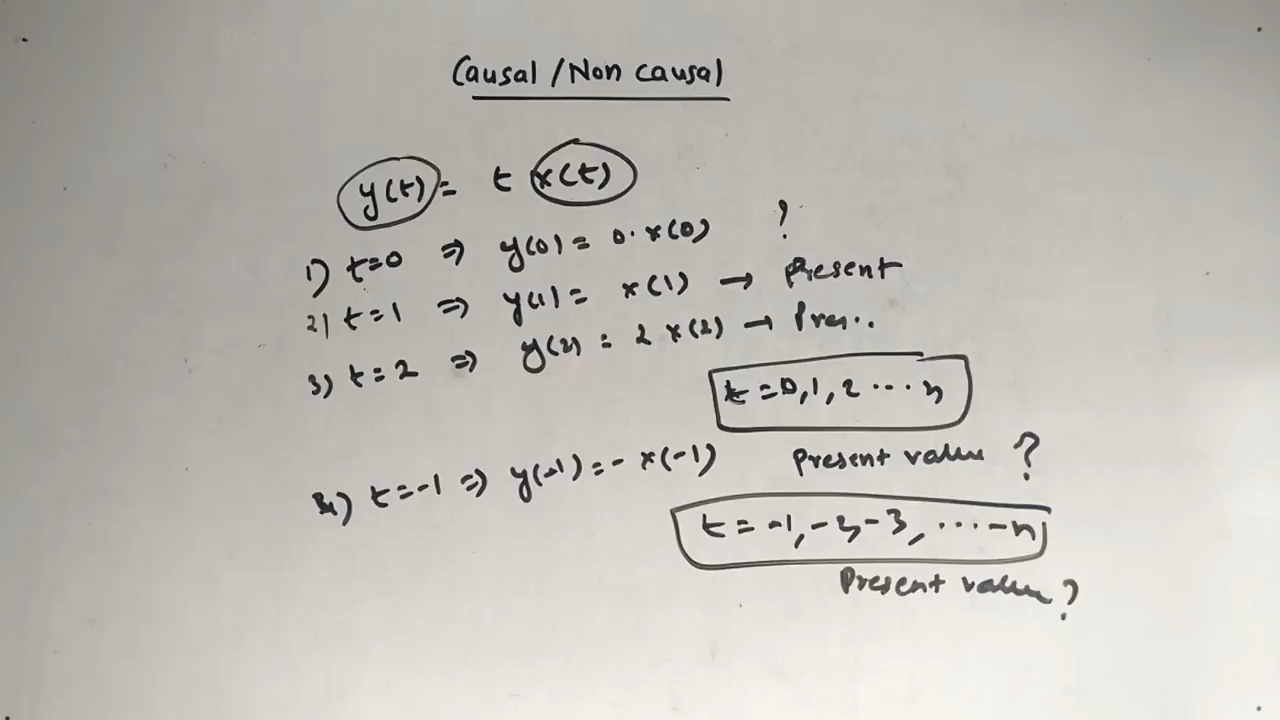 Causal / Non causal
y(t) = t x(t)
1) t=0 ⇒ y(0) = 0. x(0) ?
2) t=1 ⇒ y(1) = x(1) → Present
3) t=2 ⇒ y(2) = 2 x(2) → Pres..
t=0,1,2 ... n
Present value ?
4) t=-1 ⇒ y(-1) = - x(-1)
t = -1, -2, -3, .... -n
Present value ?